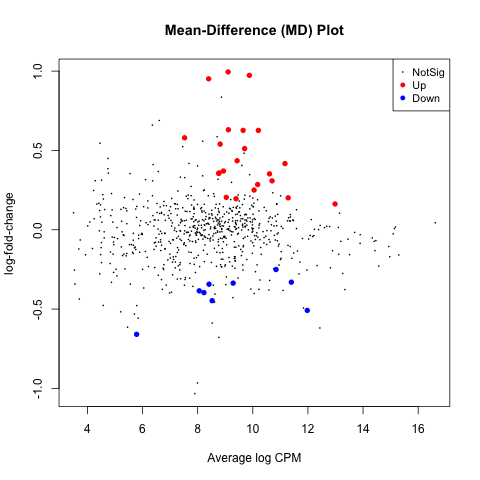 Mean-Difference (MD) Plot
NotSig
Up
Down
log-fold-change
1.0
0.5
0.0
-0.5
-1.0
4 6 8 10 12 14 16
Average log CPM